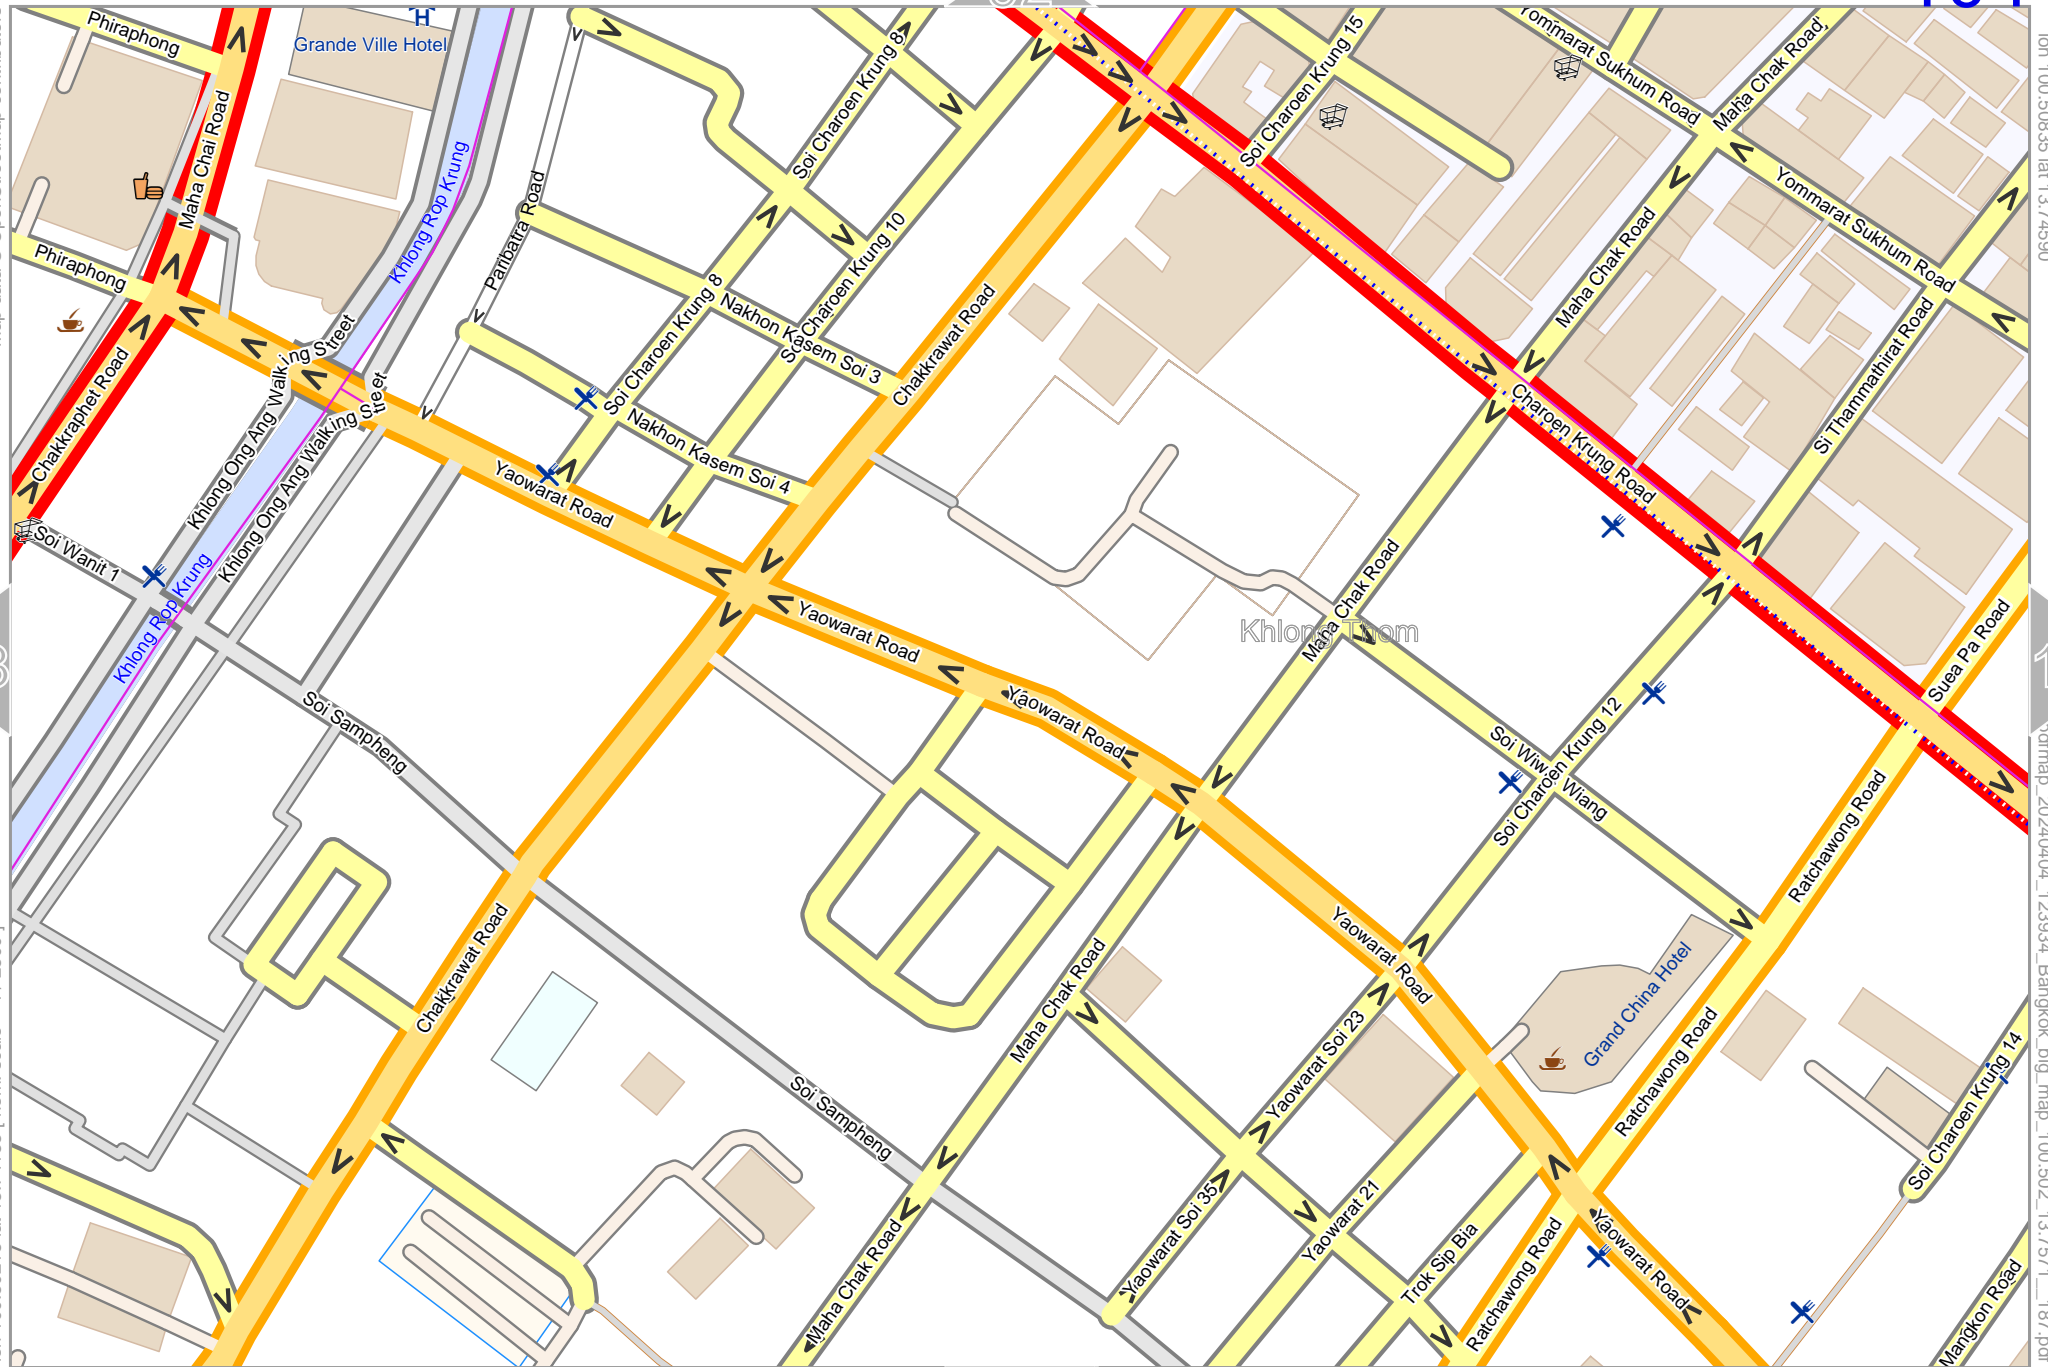 Phiraphong
Grande Ville Hotel
H
Maha Chai Road
Khlong Rop Krung
Paribatra Road
Soi Charoen Krung 8
Soi Charoen Krung 10
Soi Charoen Krung 15
Yommarat Sukhum Road
Maha Chak Road
Yommarat Sukhum Road
Phiraphong
Chakkraphet Road
Khlong Ong Ang Walking Street
Khlong Ong Ang Walking Street
Soi Charoen Krung 8
Nakhon Kasem Soi 3
Nakhon Kasem Soi 4
Chakkrawat Road
Maha Chak Road
Charoen Krung Road
Si Thammathirat Road
Yaowarat Road
Soi Wanit 1
Khlong Rop Krung
Yaowarat Road
Khlong Thom
Maha Chak Road
Suea Pa Road
Soi Sampheng
Yaowarat Road
Soi Charoen Krung 12
Soi Wiw
Wiang
Ratchawong Road
Chakkrawat Road
Maha Chak Road
Yaowarat Road
Grand China Hotel
Yaowarat Soi 23
Ratchawong Road
Soi Charoen Krung 14
Soi Sampheng
Yaowarat Soi 35
Yaowarat 21
Trok Sip Bia
Maha Chak Road
Ratchawong Road
Yaowarat Road
Mangkon Road